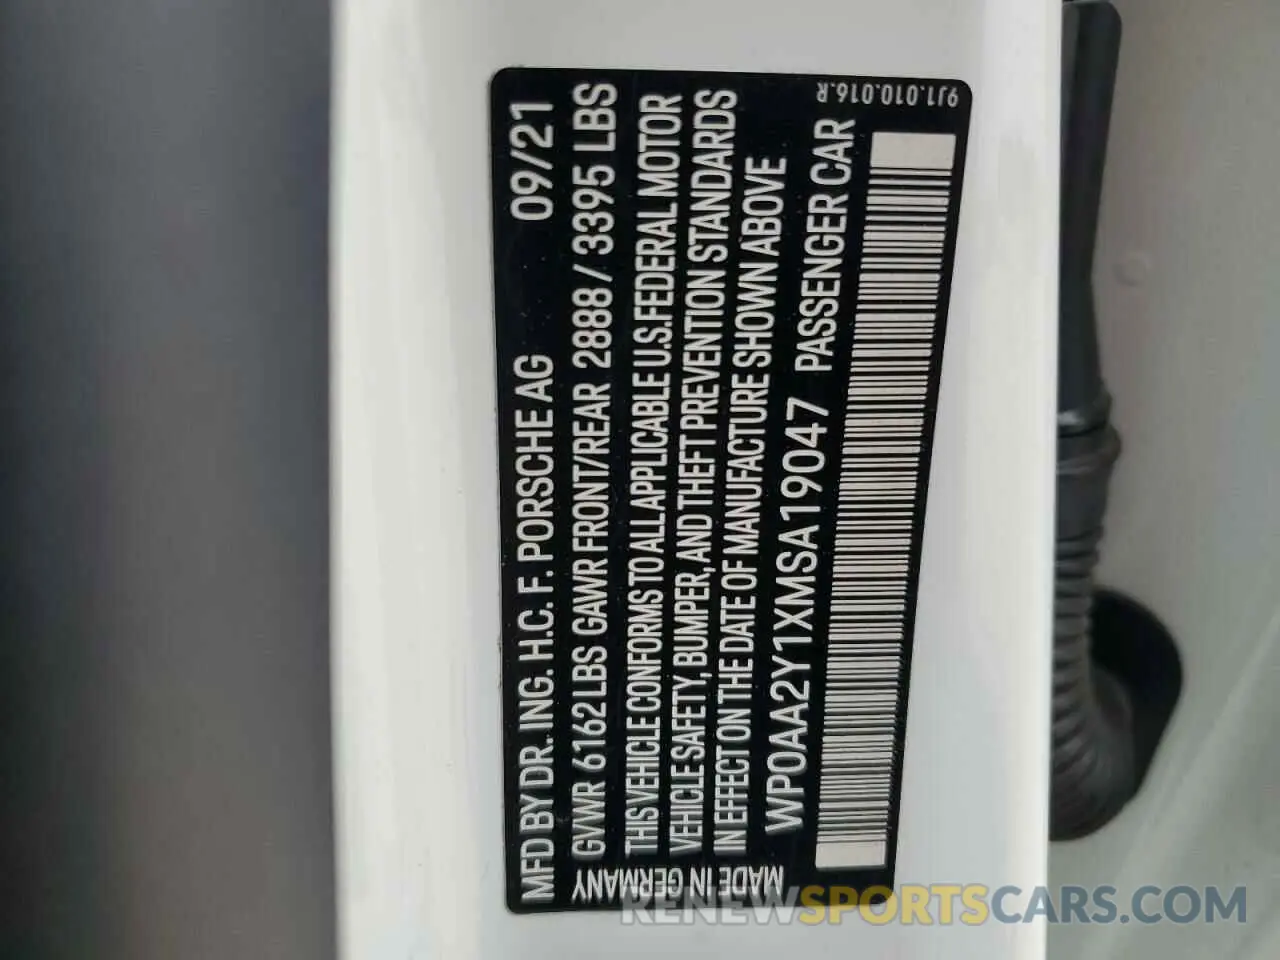 MFD BY DR. ING. H.C. F. PORSCHE AG 09/21
GVWR 6162LBS GAWR FRONT/REAR 2888 / 3395 LBS
THIS VEHICLE CONFORMS TO ALL APPLICABLE U.S.FEDERAL MOTOR
VEHICLE SAFETY, BUMPER, AND THEFT PREVENTION STANDARDS
IN EFFECT ON THE DATE OF MANUFACTURE SHOWN ABOVE
WP0AA2Y1XMSA19047 PASSENGER CAR
MADE IN GERMANY
9J1.010.016.R
RENEWSPORTSCARS.COM